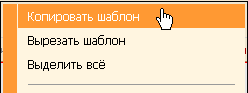 Копировать шаблон
Вырезать шаблон
Выделить всё